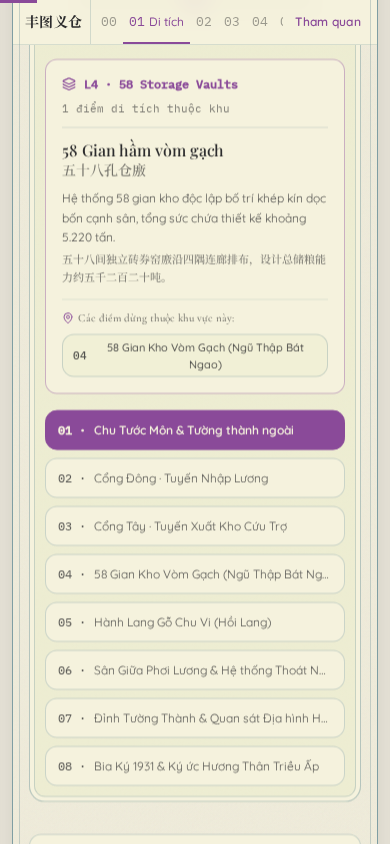 丰图义仓 00 01 Di tích 02 03 04 Tham quan
L4 · 58 Storage Vaults
1 điểm di tích thuộc khu
58 Gian hầm vòm gạch
五十八孔仓廒
Hệ thống 58 gian kho độc lập bố trí khép kín dọc
bốn cạnh sân, tổng sức chứa thiết kế khoảng
5.220 tấn.
五十八间独立砖券窑廒沿四隅连廊排布，设计总储粮能
力约五千二百二十吨。
Các điểm dừng thuộc khu vực này:
04 58 Gian Kho Vòm Gạch (Ngũ Thập Bát
Ngao)
01 · Chu Tước Môn & Tường thành ngoài
02 · Cổng Đông · Tuyến Nhập Lương
03 · Cổng Tây · Tuyến Xuất Kho Cứu Trợ
04 · 58 Gian Kho Vòm Gạch (Ngũ Thập Bát Ng...
05 · Hành Lang Gỗ Chu Vi (Hồi Lang)
06 · Sân Giữa Phơi Lương & Hệ thống Thoát N...
07 · Đỉnh Tường Thành & Quan sát Địa hình H...
08 · Bia Ký 1931 & Ký ức Hương Thân Triều Ấp